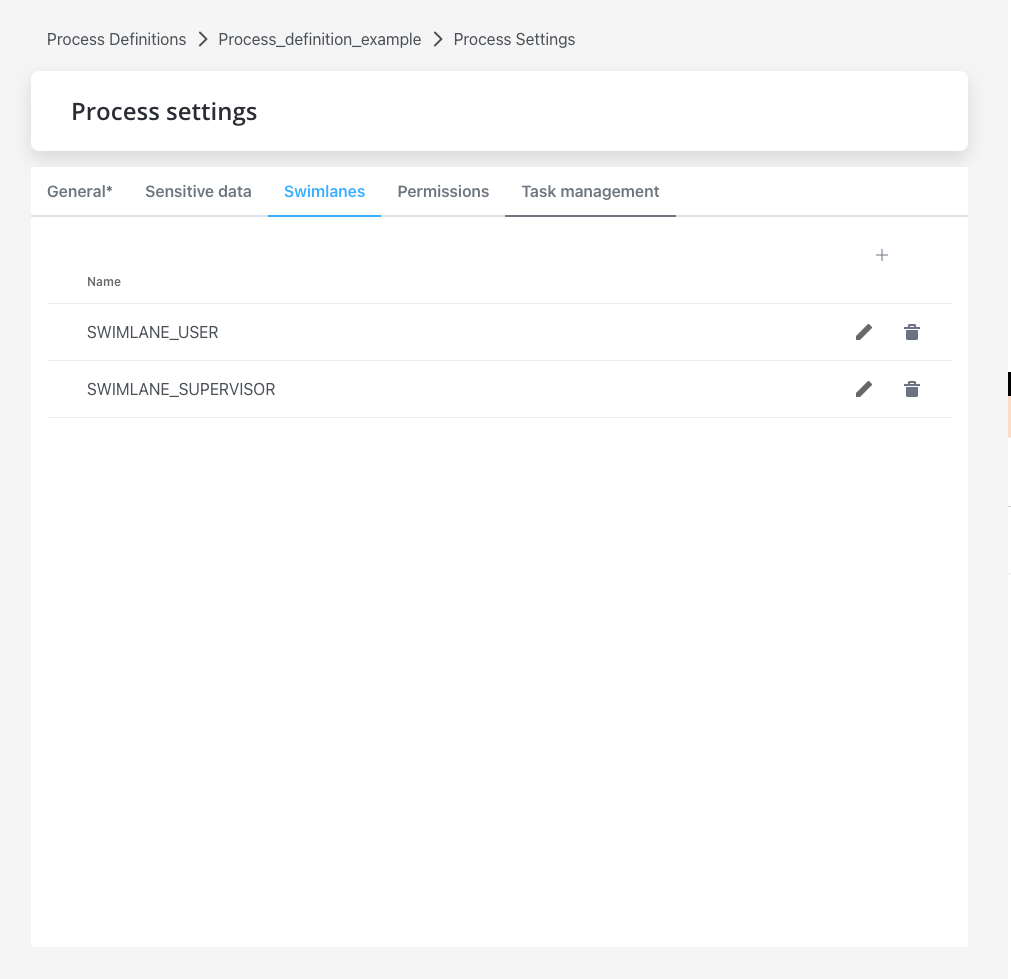 Process Definitions Process_definition_example Process Settings
Process settings
General* Sensitive data Swimlanes Permissions Task management
Name
SWIMLANE_USER
SWIMLANE_SUPERVISOR